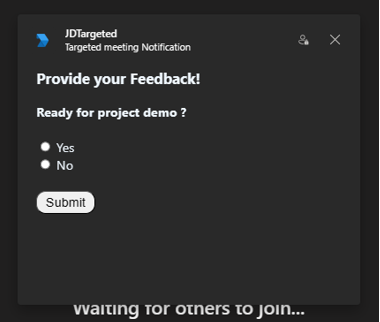 JDTargeted
Targeted meeting Notification
Provide your Feedback!
Ready for project demo ?
Yes
No
Submit
Waiting for others to join...